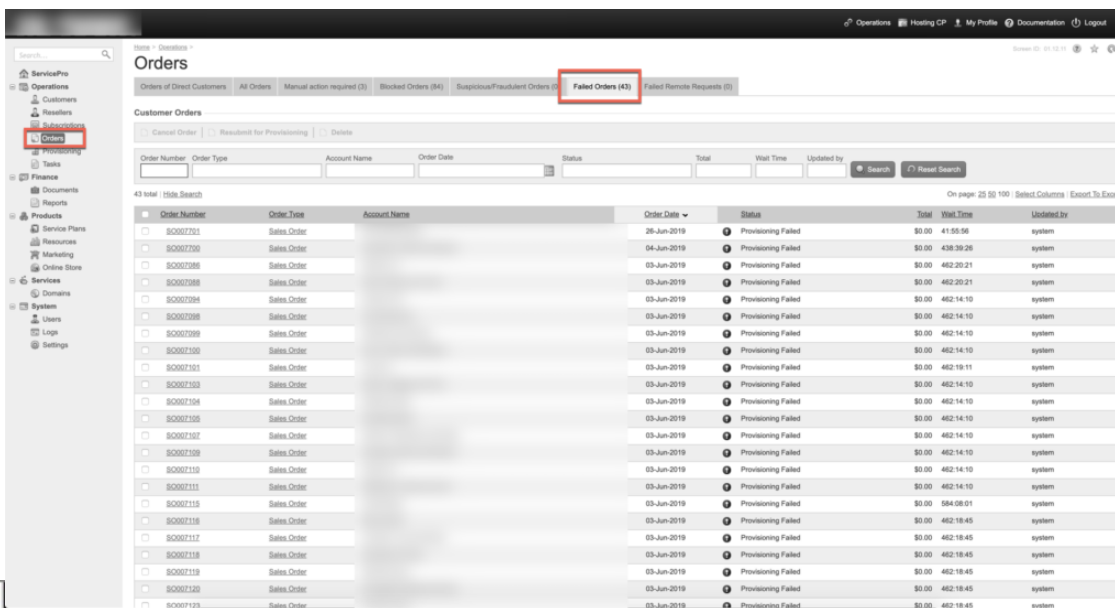 Operations Hosting CP My Profile Documentation Logout
Search...
Home > Operations >
Screen ID: 01.12.11
Orders
ServicePro
Operations
Customers
Resellers
Subscriptions
Orders
Provisioning
Tasks
Finance
Documents
Reports
Products
Service Plans
Resources
Marketing
Online Store
Services
Domains
System
Users
Logs
Settings
Orders of Direct Customers All Orders Manual action required (3) Blocked Orders (84) Suspicious/Fraudulent Orders (0 Failed Orders (43) Failed Remote Requests (0)
Customer Orders
Cancel Order Resubmit for Provisioning Delete
Order Number Order Type Account Name Order Date Status Total Wait Time Updated by
Search Reset Search
43 total | Hide Search
On page: 25 50 100 | Select Columns | Export To Exce
Order Number Order Type Account Name Order Date Status Total Wait Time Updated by
SO007701 Sales Order 26-Jun-2019 Provisioning Failed $0.00 41:55:56 system
SO007700 Sales Order 04-Jun-2019 Provisioning Failed $0.00 438:39:26 system
SO007086 Sales Order 03-Jun-2019 Provisioning Failed $0.00 462:20:21 system
SO007088 Sales Order 03-Jun-2019 Provisioning Failed $0.00 462:20:21 system
SO007094 Sales Order 03-Jun-2019 Provisioning Failed $0.00 462:14:10 system
SO007098 Sales Order 03-Jun-2019 Provisioning Failed $0.00 462:14:10 system
SO007099 Sales Order 03-Jun-2019 Provisioning Failed $0.00 462:14:10 system
SO007100 Sales Order 03-Jun-2019 Provisioning Failed $0.00 462:14:10 system
SO007101 Sales Order 03-Jun-2019 Provisioning Failed $0.00 462:19:11 system
SO007103 Sales Order 03-Jun-2019 Provisioning Failed $0.00 462:14:10 system
SO007104 Sales Order 03-Jun-2019 Provisioning Failed $0.00 462:14:10 system
SO007105 Sales Order 03-Jun-2019 Provisioning Failed $0.00 462:14:10 system
SO007107 Sales Order 03-Jun-2019 Provisioning Failed $0.00 462:14:10 system
SO007109 Sales Order 03-Jun-2019 Provisioning Failed $0.00 462:14:10 system
SO007110 Sales Order 03-Jun-2019 Provisioning Failed $0.00 462:14:10 system
SO007111 Sales Order 03-Jun-2019 Provisioning Failed $0.00 462:14:10 system
SO007115 Sales Order 03-Jun-2019 Provisioning Failed $0.00 584:08:01 system
SO007116 Sales Order 03-Jun-2019 Provisioning Failed $0.00 462:18:45 system
SO007117 Sales Order 03-Jun-2019 Provisioning Failed $0.00 462:18:45 system
SO007118 Sales Order 03-Jun-2019 Provisioning Failed $0.00 462:18:45 system
SO007119 Sales Order 03-Jun-2019 Provisioning Failed $0.00 462:18:45 system
SO007120 Sales Order 03-Jun-2019 Provisioning Failed $0.00 462:18:45 system
SO007123 Sales Order 03-Jun-2019 Provisioning Failed $0.00 462:18:45 system